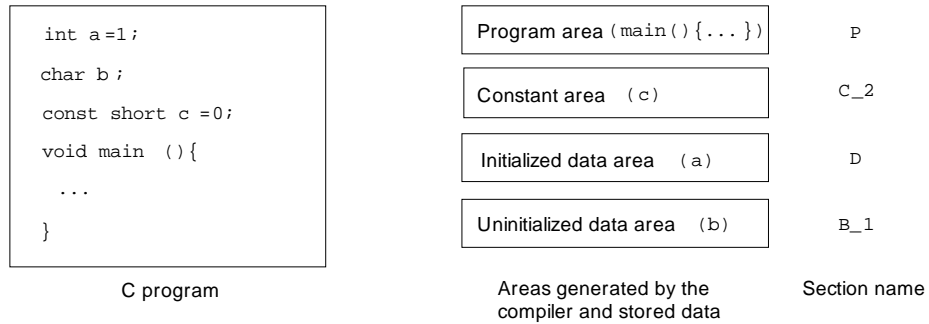 int a=1;
char b;
const short c =0;
void main (){
...
}
C program
Program area (main(){...})
P
Constant area (c)
C_2
Initialized data area (a)
D
Uninitialized data area (b)
B_1
Areas generated by the
compiler and stored data
Section name